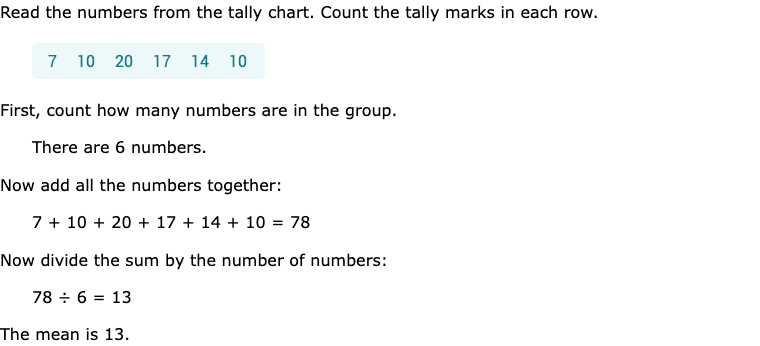 Read the numbers from the tally chart. Count the tally marks in each row.
7 10 20 17 14 10
First, count how many numbers are in the group.
There are 6 numbers.
Now add all the numbers together:
7 + 10 + 20 + 17 + 14 + 10 = 78
Now divide the sum by the number of numbers:
78 ÷ 6 = 13
The mean is 13.